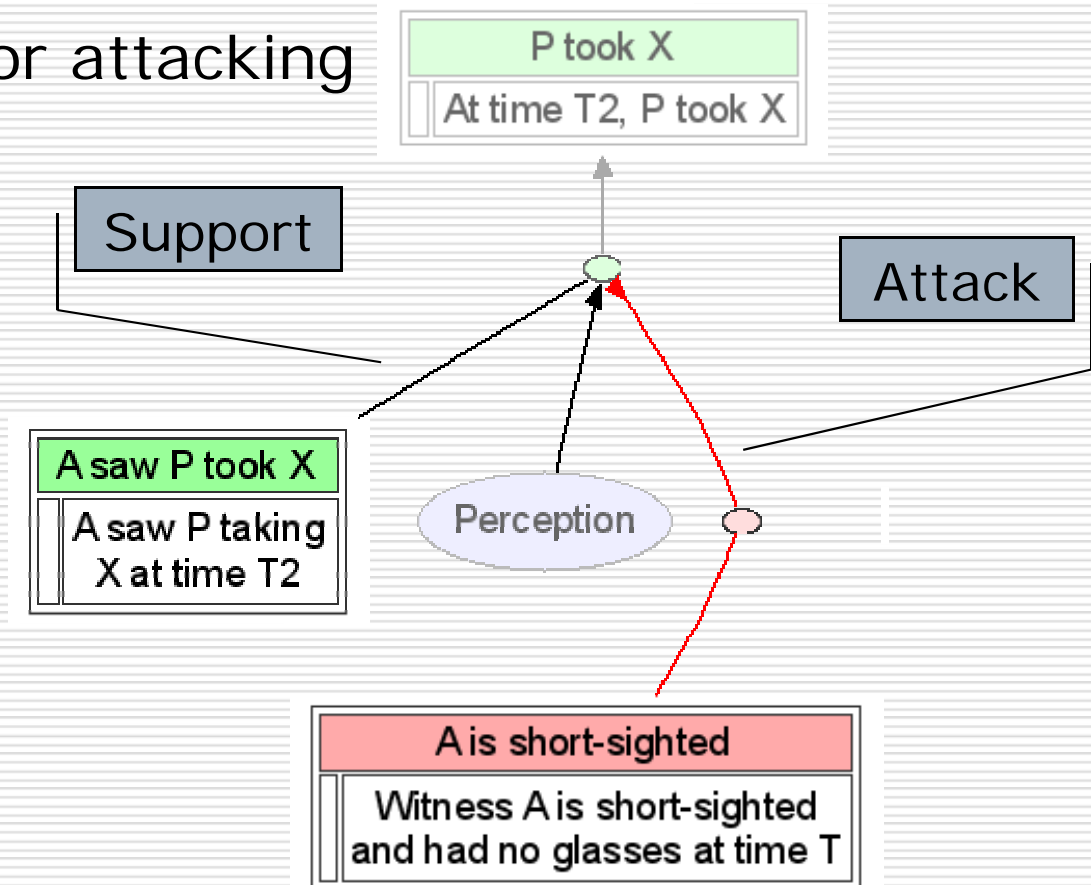 or attacking
P took X
At time T2, P took X
Support
Attack
A saw P took X
A saw P taking
X at time T2
Perception
A is short-sighted
Witness A is short-sighted
and had no glasses at time T